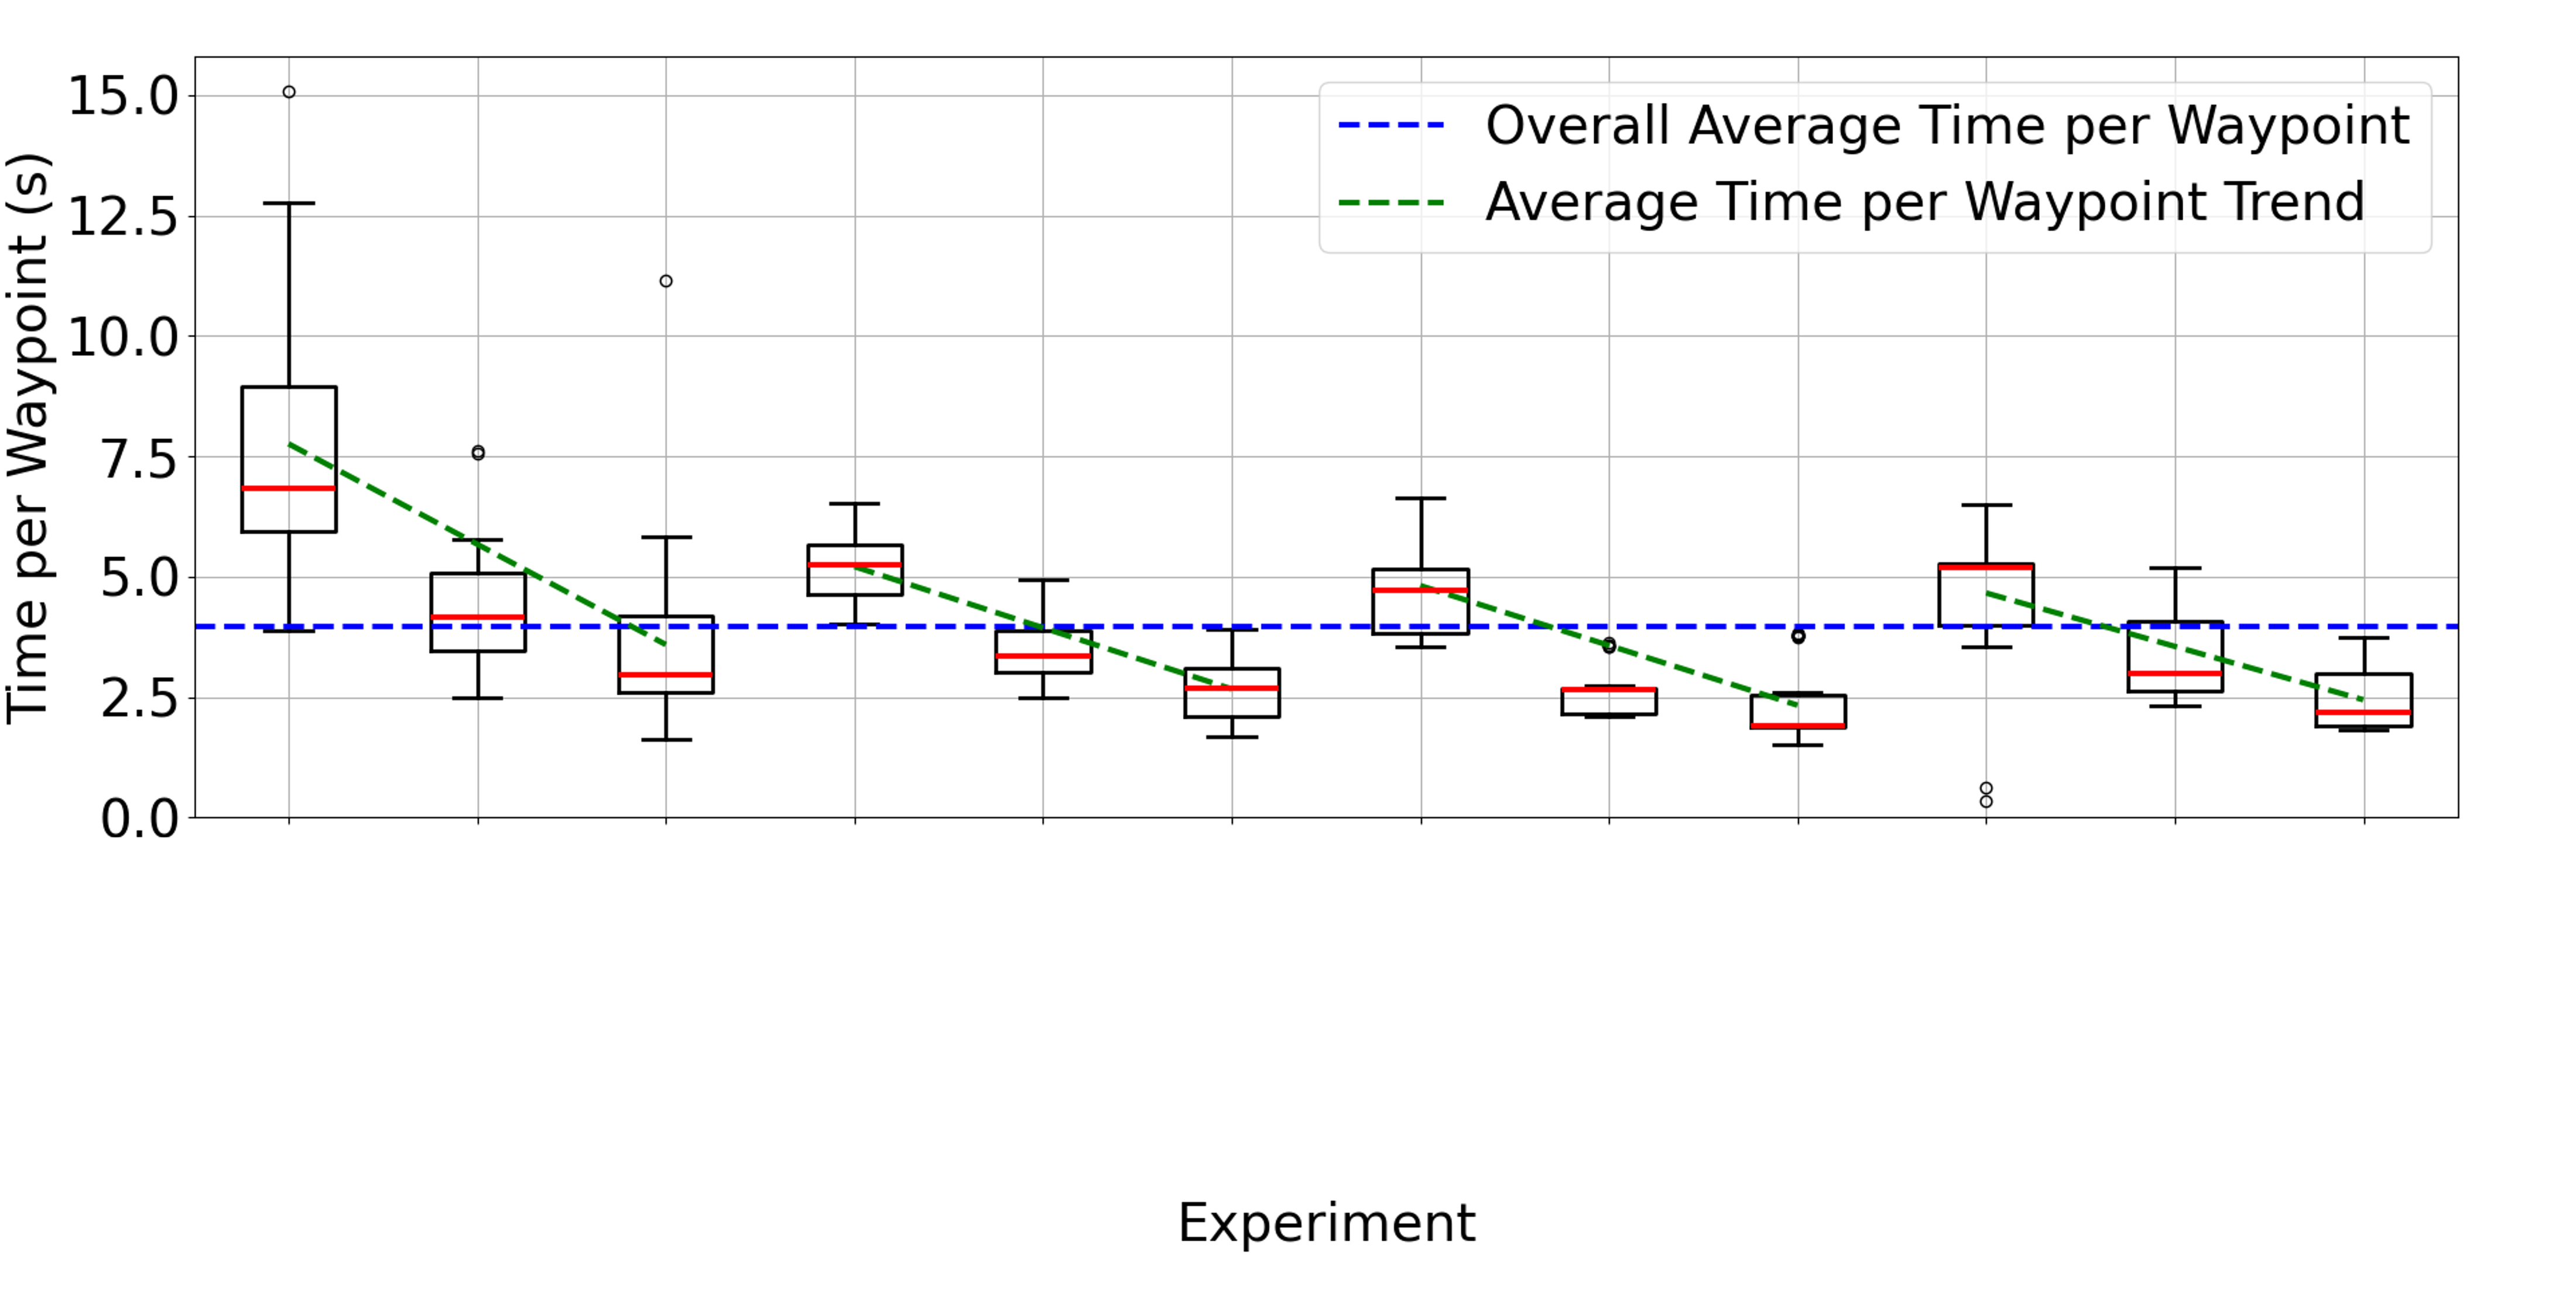 Time per Waypoint (s)
15.0
12.5
10.0
7.5
5.0
2.5
0.0
Overall Average Time per Waypoint
Average Time per Waypoint Trend
Experiment